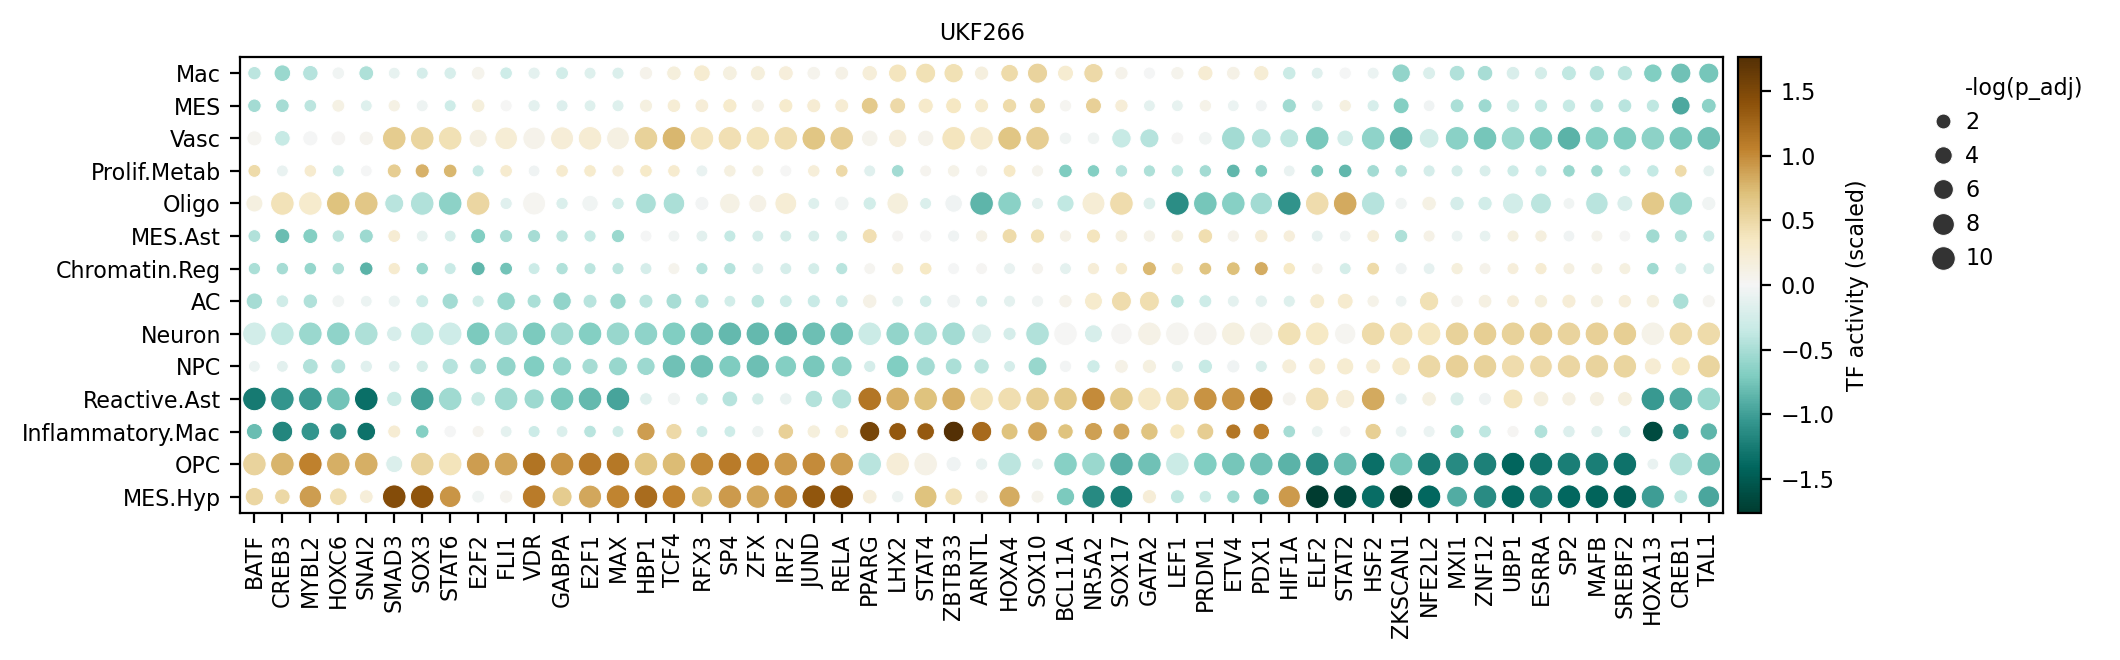 UKF266
Mac
MES
Vasc
Prolif.Metab
Oligo
MES.Ast
Chromatin.Reg
AC
Neuron
NPC
Reactive.Ast
Inflammatory.Mac
OPC
MES.Hyp
BATF
CREB3
MYBL2
HOXC6
SNAI2
SMAD3
SOX3
STAT6
E2F2
FLI1
VDR
GABPA
E2F1
MAX
HBP1
TCF4
RFX3
SP4
ZFX
IRF2
JUND
RELA
PPARG
LHX2
STAT4
ZBTB33
ARNTL
HOXA4
SOX10
BCL11A
NR5A2
SOX17
GATA2
LEF1
PRDM1
ETV4
PDX1
HIF1A
ELF2
STAT2
HSF2
ZKSCAN1
NFE2L2
MXI1
ZNF12
UBP1
ESRRA
SP2
MAFB
SREBF2
HOXA13
CREB1
TAL1
1.5
1.0
0.5
0.0
−0.5
−1.0
−1.5
TF activity (scaled)
-log(p_adj)
2
4
6
8
10